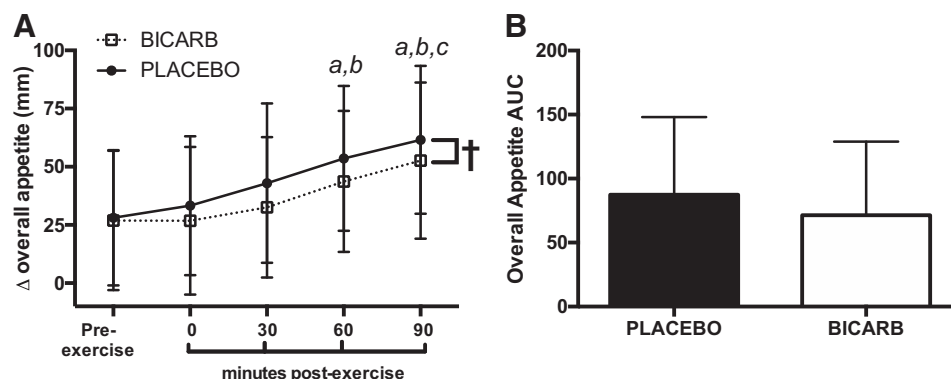 A
BICARB
PLACEBO
100
75
50
25
0
Δ overall appetite (mm)
a,b
a,b,c
†
Pre-
exercise
0 30 60 90
minutes post-exercise
B
200
150
100
50
0
Overall Appetite AUC
PLACEBO BICARB